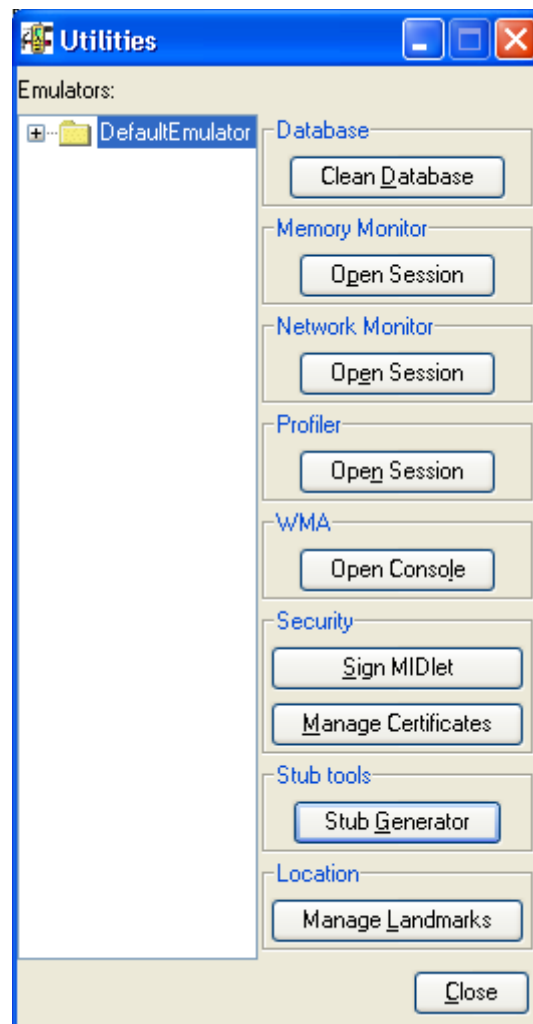 Utilities
Emulators:
DefaultEmulator
Database
Clean Database
Memory Monitor
Open Session
Network Monitor
Open Session
Profiler
Open Session
WMA
Open Console
Security
Sign MIDlet
Manage Certificates
Stub tools
Stub Generator
Location
Manage Landmarks
Close